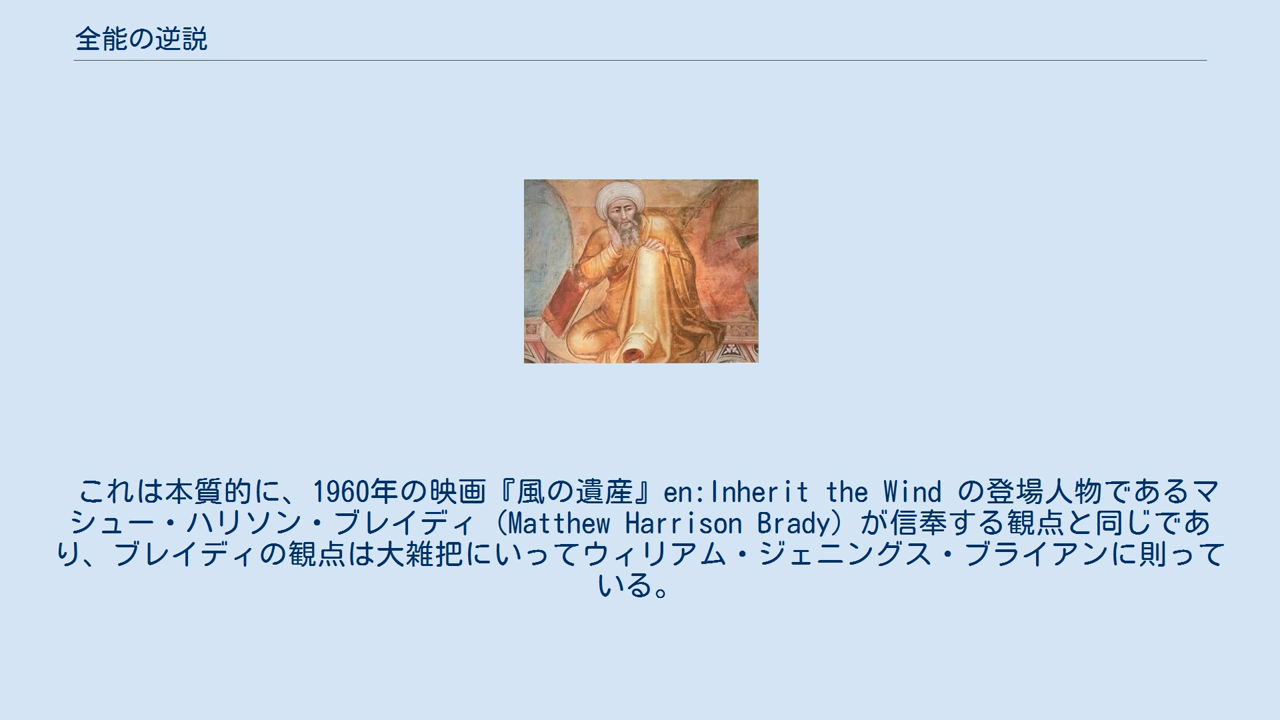 全能の逆説
これは本質的に、1960年の映画『風の遺産』en:Inherit the Wind の登場人物であるマ
シュー・ハリソン・ブレイディ（Matthew Harrison Brady）が信奉する観点と同じであ
り、ブレイディの観点は大雑把にいってウィリアム・ジェニングス・ブライアンに則って
いる。